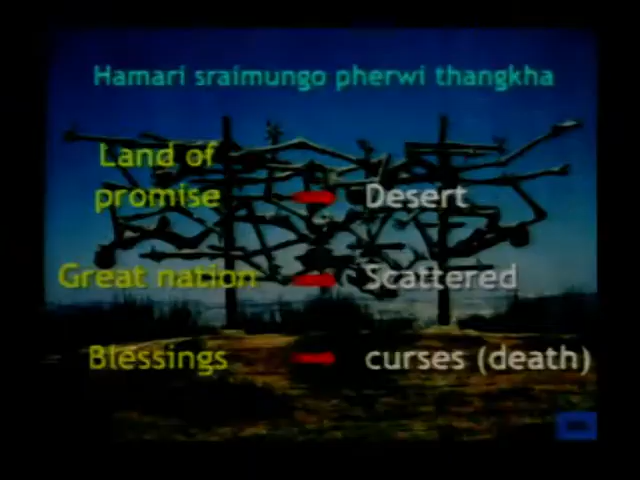 Hamari sraimungo pherwi thangkha
Land of
promise
Desert
Great nation
Scattered
Blessings
curses (death)